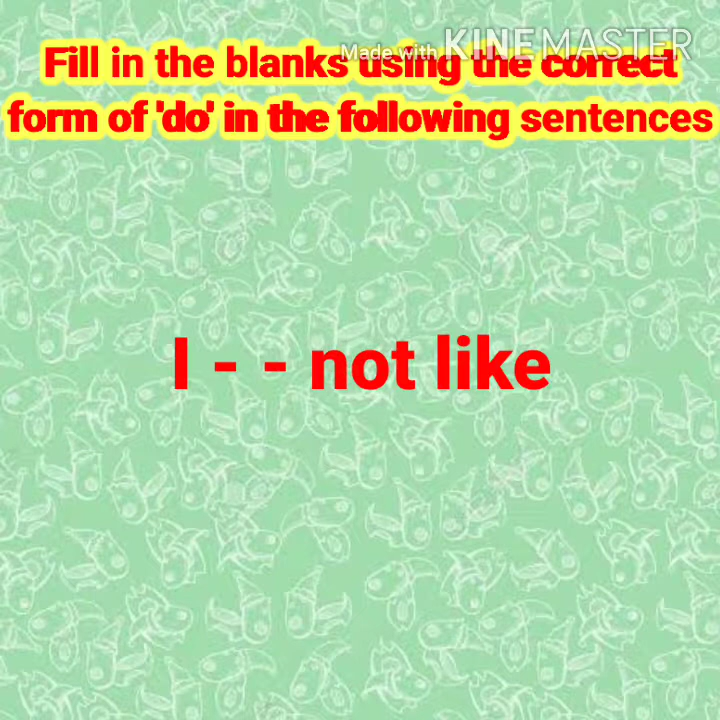 Made with KINEMASTER
Fill in the blanks using the correct
form of 'do' in the following sentences
I - - not like